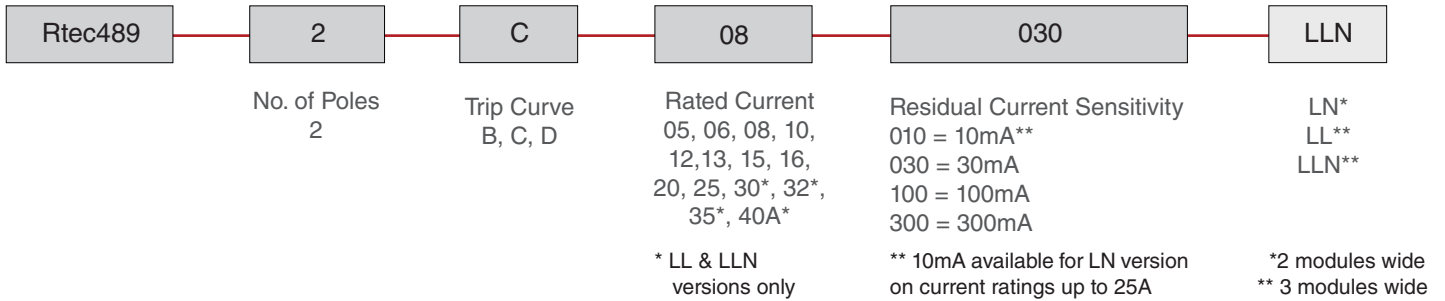 Rtec489 2 C 08 030 LLN
No. of Poles
2
Trip Curve
B, C, D
Rated Current
05, 06, 08, 10,
12,13, 15, 16,
20, 25, 30*, 32*,
35*, 40A*
* LL & LLN
versions only
Residual Current Sensitivity
010 = 10mA**
030 = 30mA
100 = 100mA
300 = 300mA
** 10mA available for LN version
on current ratings up to 25A
LN*
LL**
LLN**
*2 modules wide
** 3 modules wide